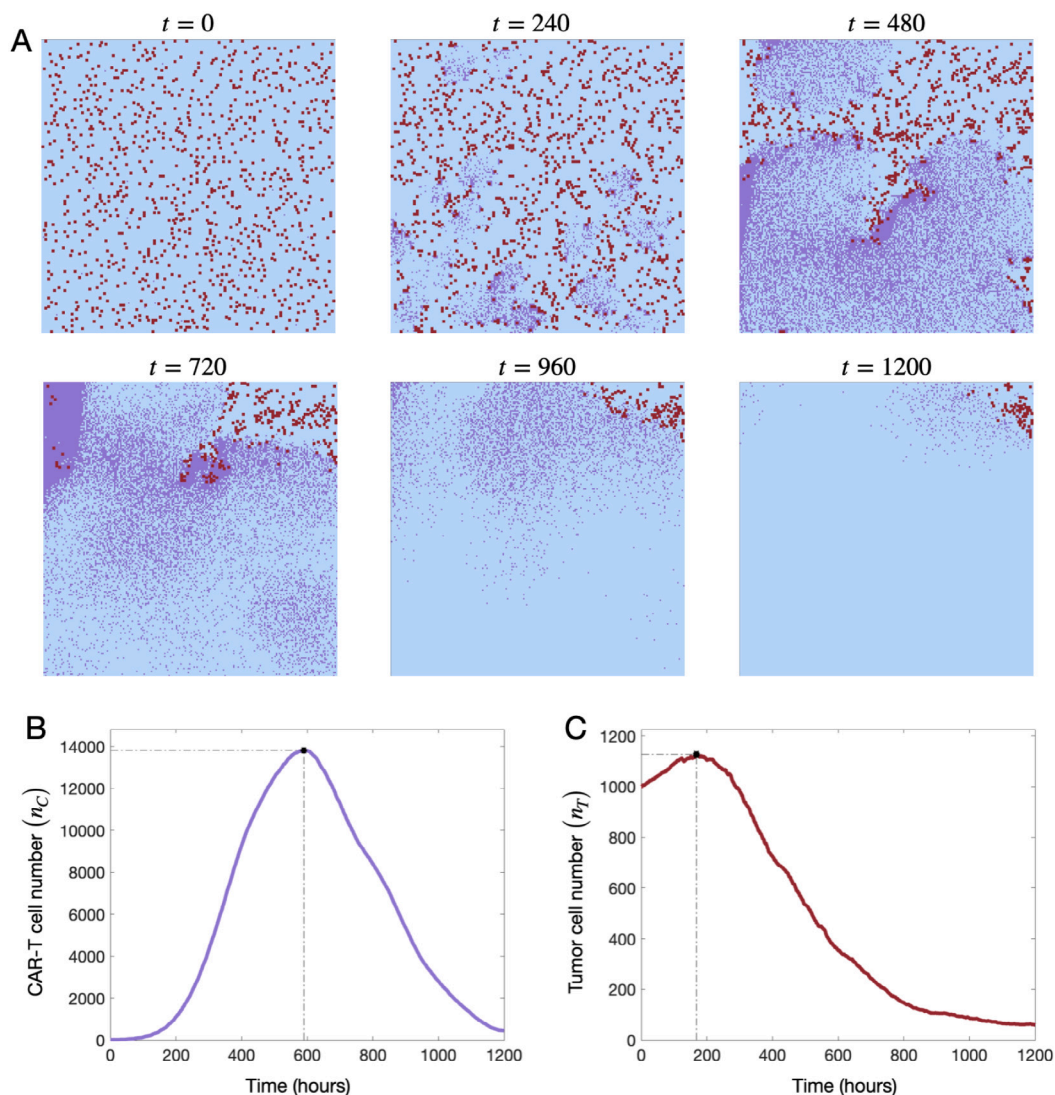 A
t = 0
t = 240
t = 480
t = 720
t = 960
t = 1200
B
14000
12000
10000
8000
6000
4000
2000
0
CAR-T cell number (n_C)
0 200 400 600 800 1000 1200
Time (hours)
C
1200
1000
800
600
400
200
0
Tumor cell number (n_T)
0 200 400 600 800 1000 1200
Time (hours)